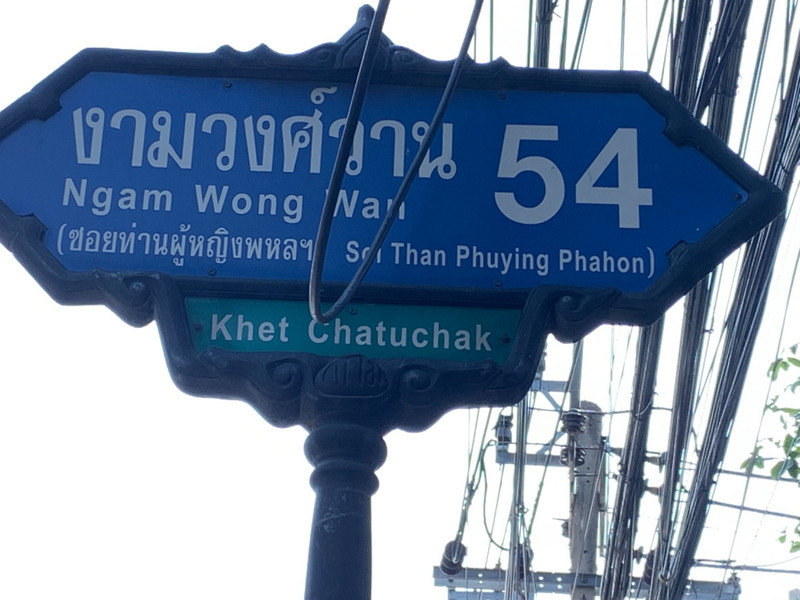 งามวงศ์วาน 54
Ngam Wong Wan
(ซอยท่านผู้หญิงพหลฯ Soi Than Phuying Phahon)
Khet Chatuchak